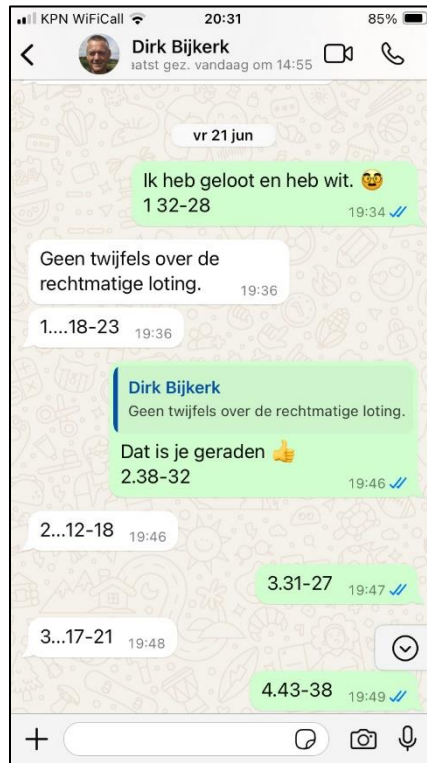 KPN WiFiCall 20:31 85%
Dirk Bijkerk
aatst gez. vandaag om 14:55
vr 21 jun
Ik heb geloot en heb wit. 🥸
1 32-28
19:34
Geen twijfels over de
rechtmatige loting.
19:36
1....18-23 19:36
Dirk Bijkerk
Geen twijfels over de rechtmatige loting.
Dat is je geraden 👍
2.38-32
19:46
2...12-18 19:46
3.31-27 19:47
3...17-21 19:48
4.43-38 19:49